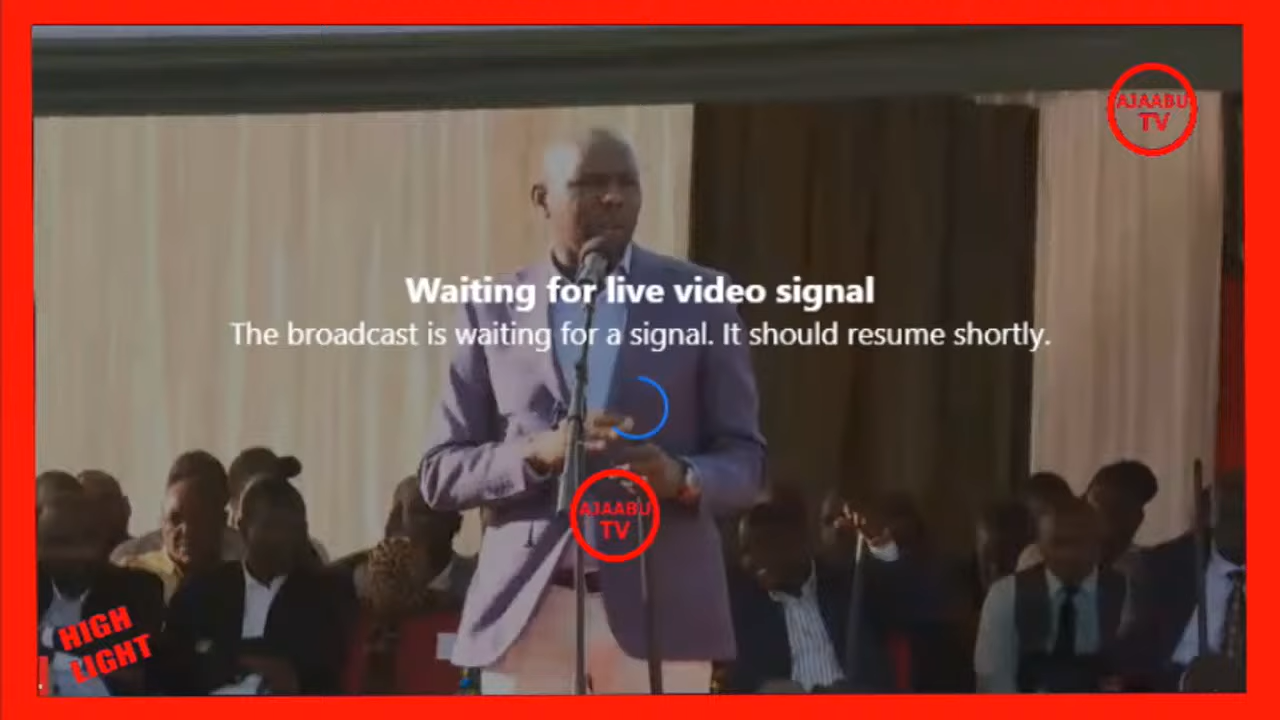 AJAABU
TV
Waiting for live video signal
The broadcast is waiting for a signal. It should resume shortly.
AJAABU
TV
HIGH
LIGHT